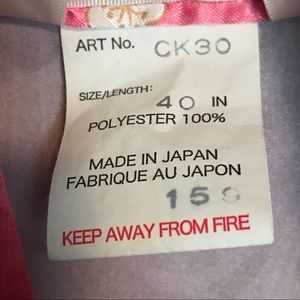 ART No. CK30
SIZE/LENGTH: 40 IN
POLYESTER 100%
MADE IN JAPAN
FABRIQUE AU JAPON
KEEP AWAY FROM FIRE